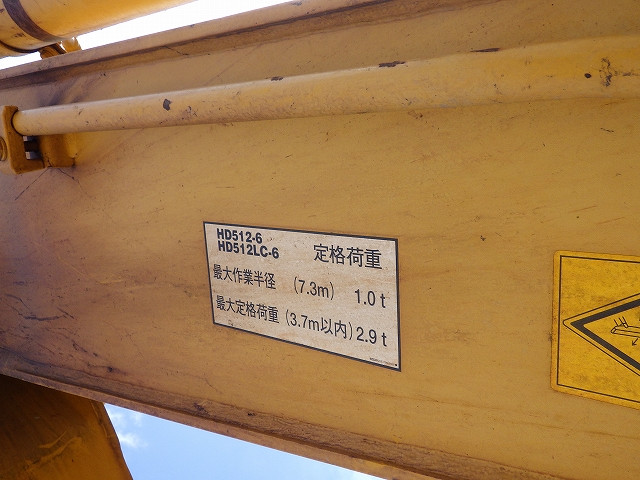 HD512-6
HD512LC-6 定格荷重
最大作業半径 (7.3m) 1.0t
最大定格荷重 (3.7m以内) 2.9t